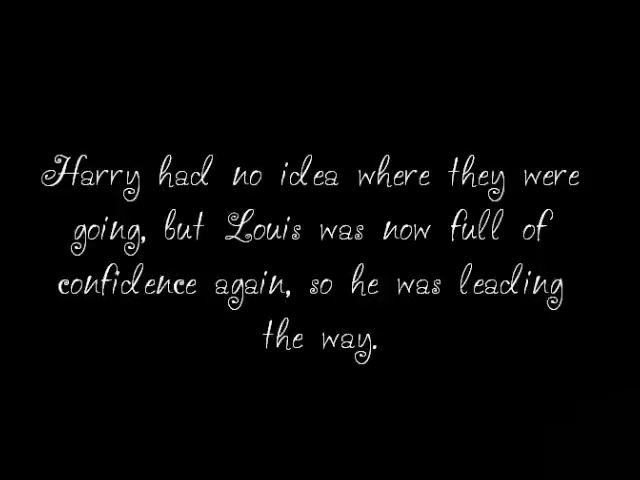 Harry had no idea where they were
going, but Louis was now full of
confidence again, so he was leading
the way.